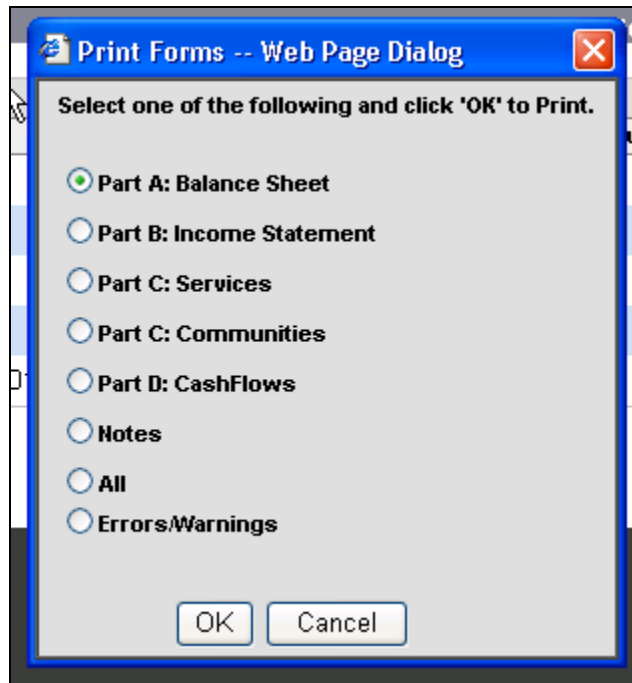 Print Forms -- Web Page Dialog
Select one of the following and click 'OK' to Print.
Part A: Balance Sheet
Part B: Income Statement
Part C: Services
Part C: Communities
Part D: CashFlows
Notes
All
Errors/Warnings
OK
Cancel